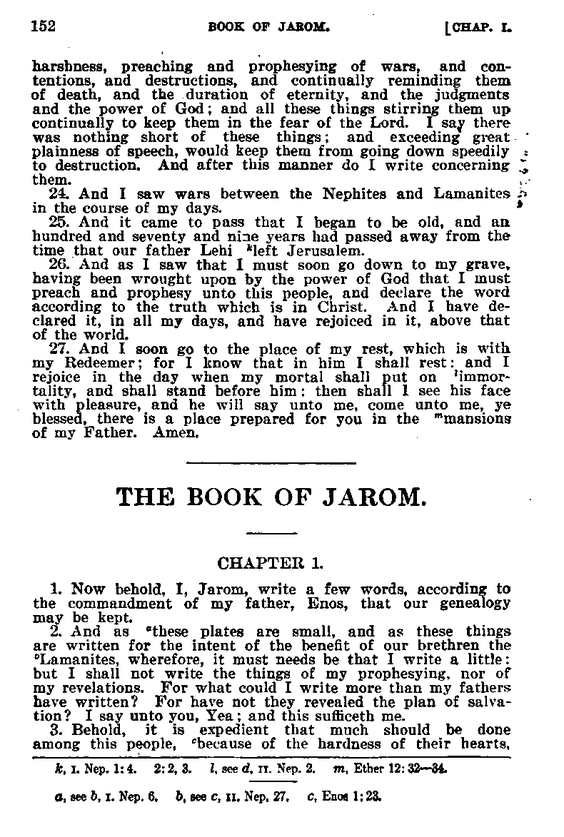 152 BOOK OF JAROM. [CHAP. I.
harshness, preaching and prophesying of wars, and con-
tentions, and destructions, and continually reminding them
of death, and the duration of eternity, and the judgments
and the power of God; and all these things stirring them up
continually to keep them in the fear of the Lord. I say there
was nothing short of these things; and exceeding great
plainness of speech, would keep them from going down speedily
to destruction. And after this manner do I write concerning
them.
24. And I saw wars between the Nephites and Lamanites
in the course of my days.
25. And it came to pass that I began to be old, and an
hundred and seventy and nine years had passed away from the
time that our father Lehi ᵏleft Jerusalem.
26. And as I saw that I must soon go down to my grave,
having been wrought upon by the power of God that I must
preach and prophesy unto this people, and declare the word
according to the truth which is in Christ. And I have de-
clared it, in all my days, and have rejoiced in it, above that
of the world.
27. And I soon go to the place of my rest, which is with
my Redeemer; for I know that in him I shall rest: and I
rejoice in the day when my mortal shall put on ˡimmor-
tality, and shall stand before him: then shall I see his face
with pleasure, and he will say unto me, come unto me, ye
blessed, there is a place prepared for you in the ᵐmansions
of my Father. Amen.
THE BOOK OF JAROM.
CHAPTER 1.
1. Now behold, I, Jarom, write a few words, according to
the commandment of my father, Enos, that our genealogy
may be kept.
2. And as ᵃthese plates are small, and as these things
are written for the intent of the benefit of our brethren the
ᵇLamanites, wherefore, it must needs be that I write a little:
but I shall not write the things of my prophesying, nor of
my revelations. For what could I write more than my fathers
have written? For have not they revealed the plan of salva-
tion? I say unto you, Yea; and this sufficeth me.
3. Behold, it is expedient that much should be done
among this people, ᶜbecause of the hardness of their hearts,
k, I. Nep. 1:4. 2:2, 3. l, see d, II. Nep. 2. m, Ether 12:32—34.
a, see b, I. Nep. 6. b, see c, II. Nep. 27. c, Enos 1:23.